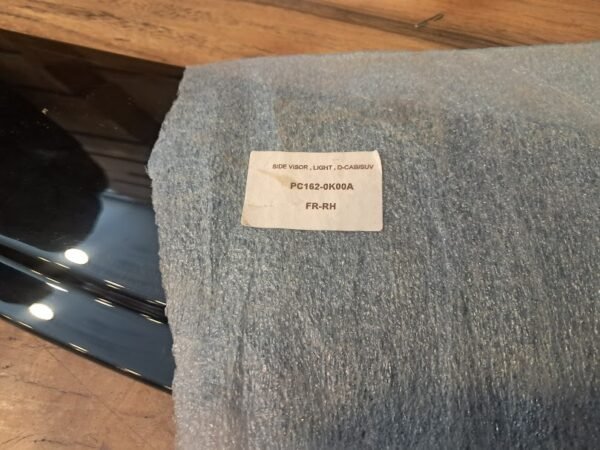 SIDE VISOR , LIGHT , D-CAB/SUV
PC162-0K00A
FR-RH